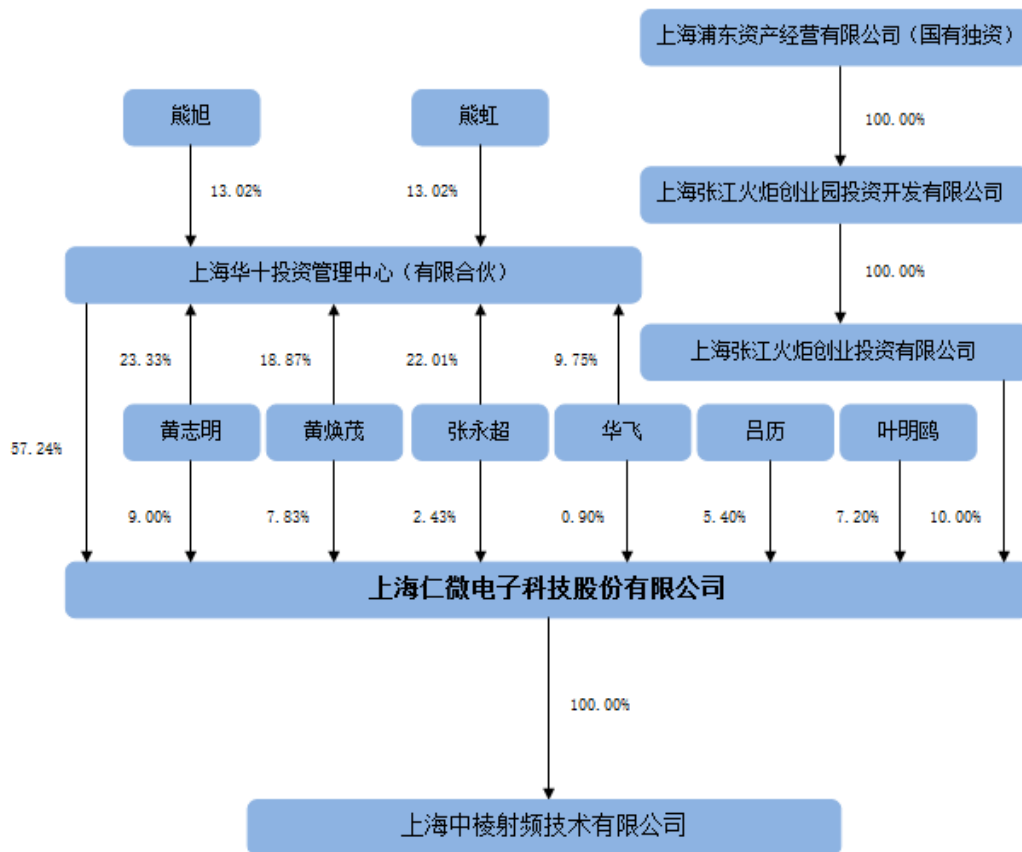 上海浦东资产经营有限公司（国有独资）
熊旭
熊虹
100.00%
13.02%
13.02%
上海张江火炬创业园投资开发有限公司
上海华十投资管理中心（有限合伙）
100.00%
23.33%
18.87%
22.01%
9.75%
上海张江火炬创业投资有限公司
黄志明
黄焕茂
张永超
华飞
吕历
叶明鸥
57.24%
9.00%
7.83%
2.43%
0.90%
5.40%
7.20%
10.00%
上海仁微电子科技股份有限公司
100.00%
上海中棱射频技术有限公司